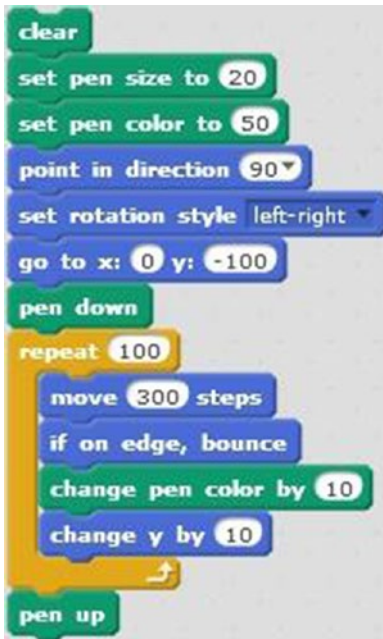 clear
set pen size to 20
set pen color to 50
point in direction 90
set rotation style left-right
go to x: 0 y: -100
pen down
repeat 100
move 300 steps
if on edge, bounce
change pen color by 10
change y by 10
pen up